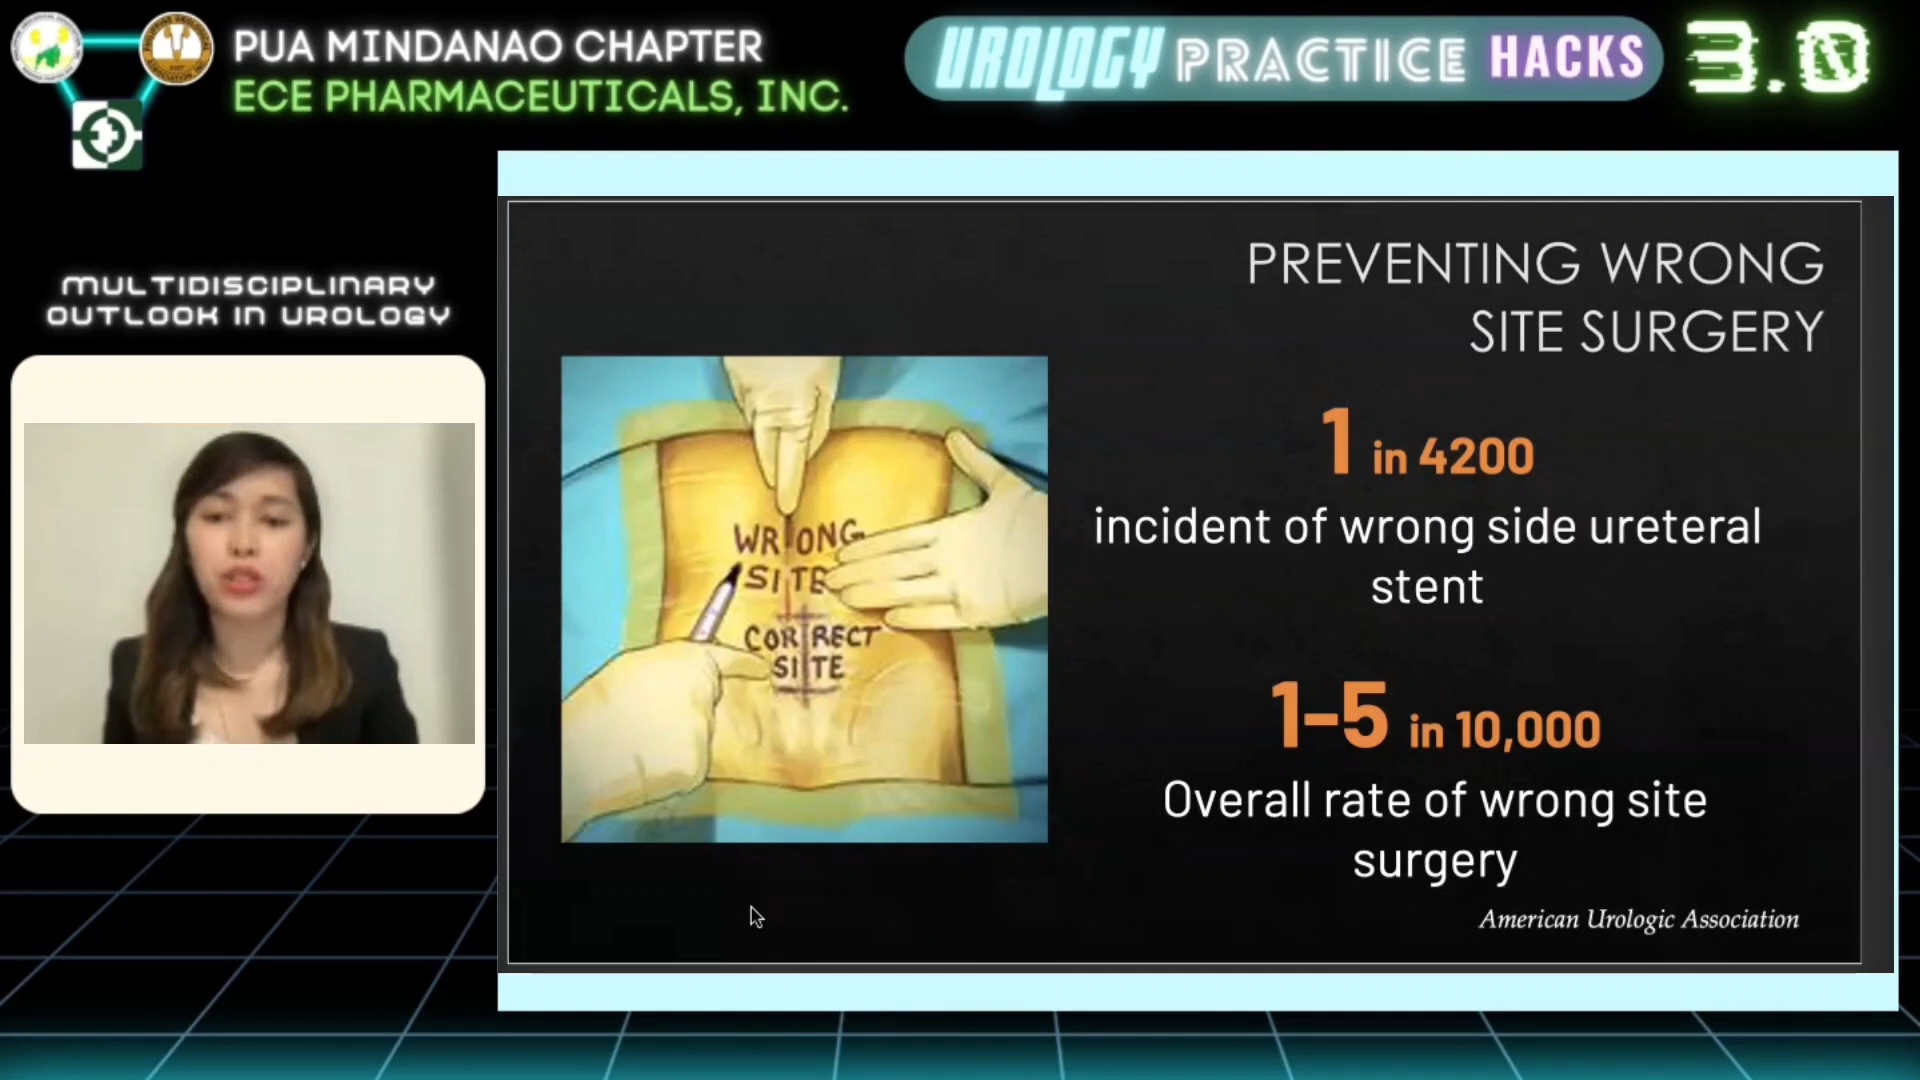 PUA MINDANAO CHAPTER
ECE PHARMACEUTICALS, INC.
UROLOGY PRACTICE HACKS 3.0
MULTIDISCIPLINARY
OUTLOOK IN UROLOGY
PREVENTING WRONG
SITE SURGERY
WRONG
SITE
CORRECT
SITE
1 in 4200
incident of wrong side ureteral
stent
1-5 in 10,000
Overall rate of wrong site
surgery
American Urologic Association